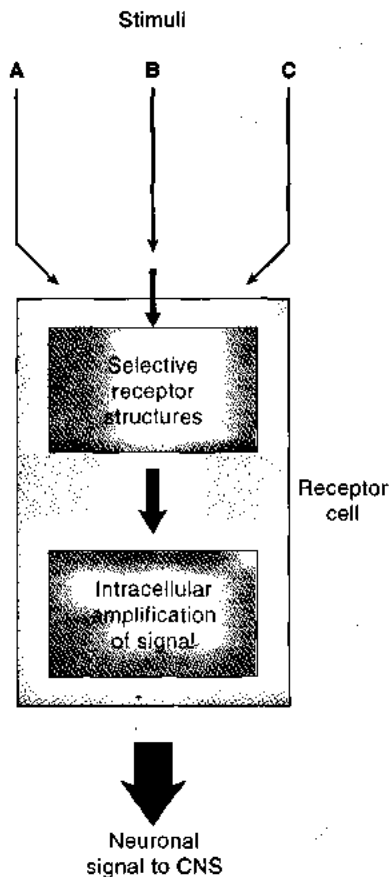 Stimuli
A B C
Selective
receptor
structures
Receptor
cell
Intracellular
amplification
of signal
Neuronal
signal to CNS